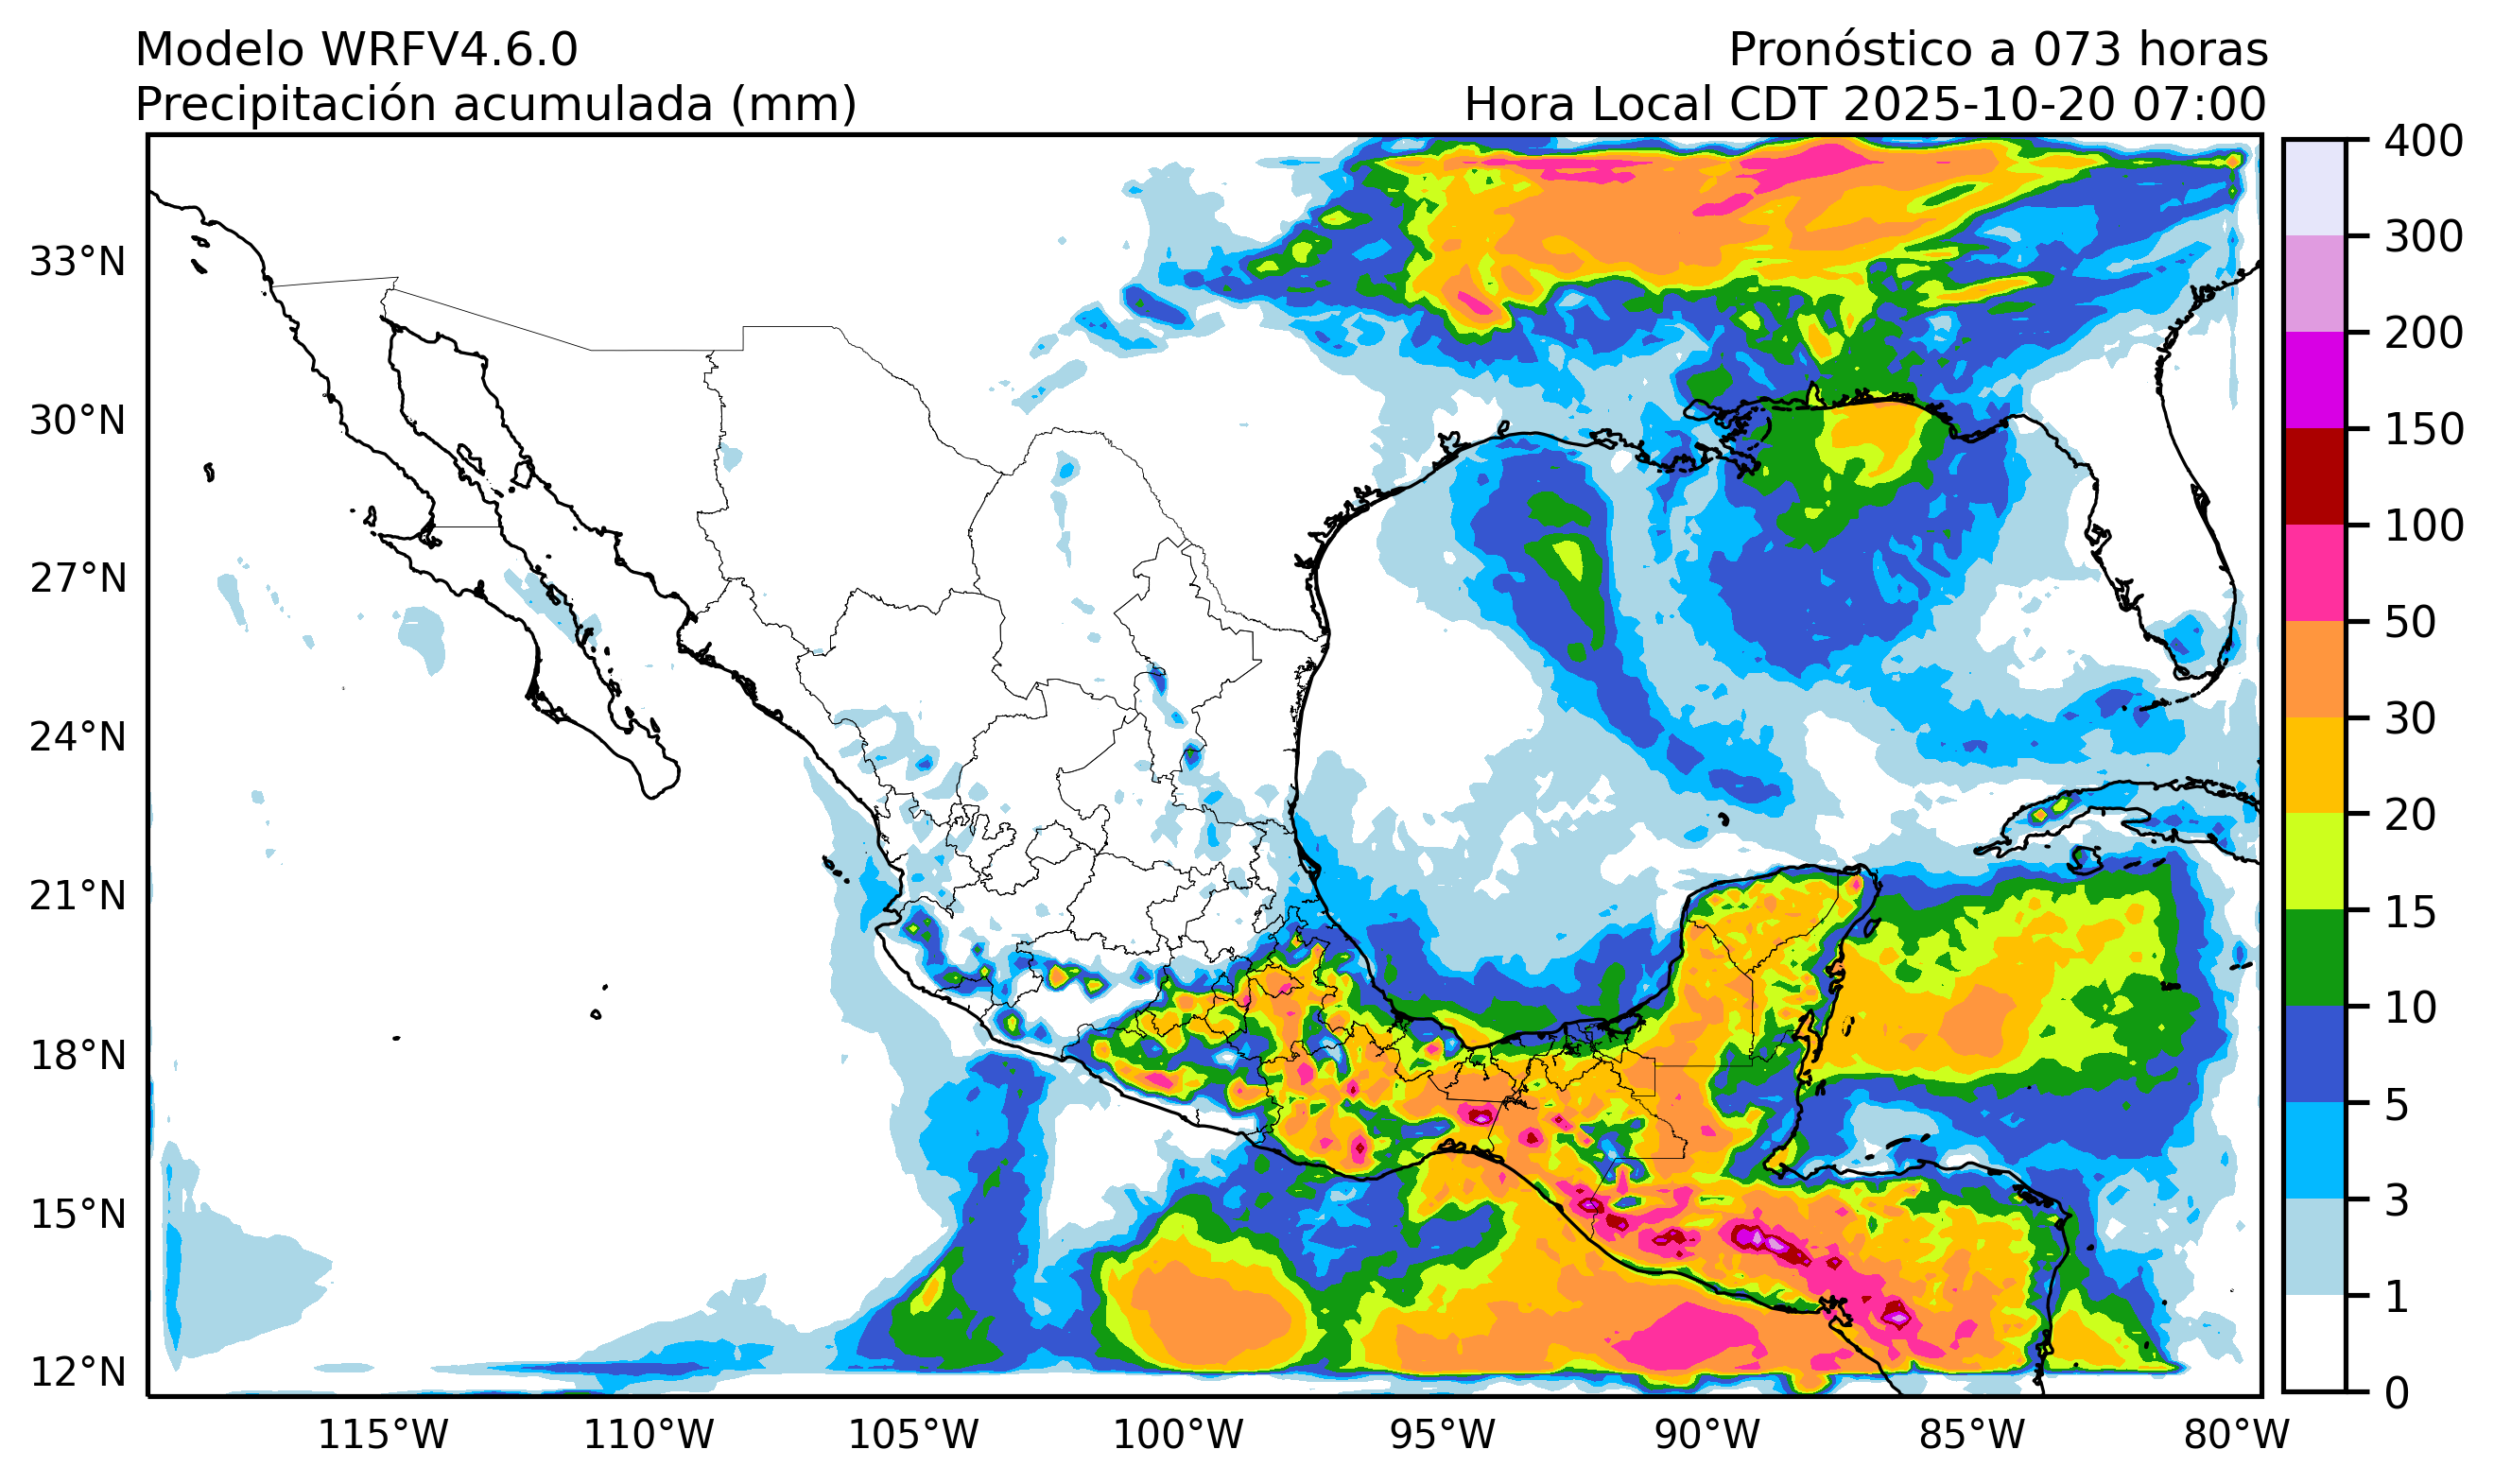 Modelo WRFV4.6.0
Pronóstico a 073 horas
Precipitación acumulada (mm)
Hora Local CDT 2025-10-20 07:00
33°N
30°N
27°N
24°N
21°N
18°N
15°N
12°N
115°W
110°W
105°W
100°W
95°W
90°W
85°W
80°W
400
300
200
150
100
50
30
20
15
10
5
3
1
0